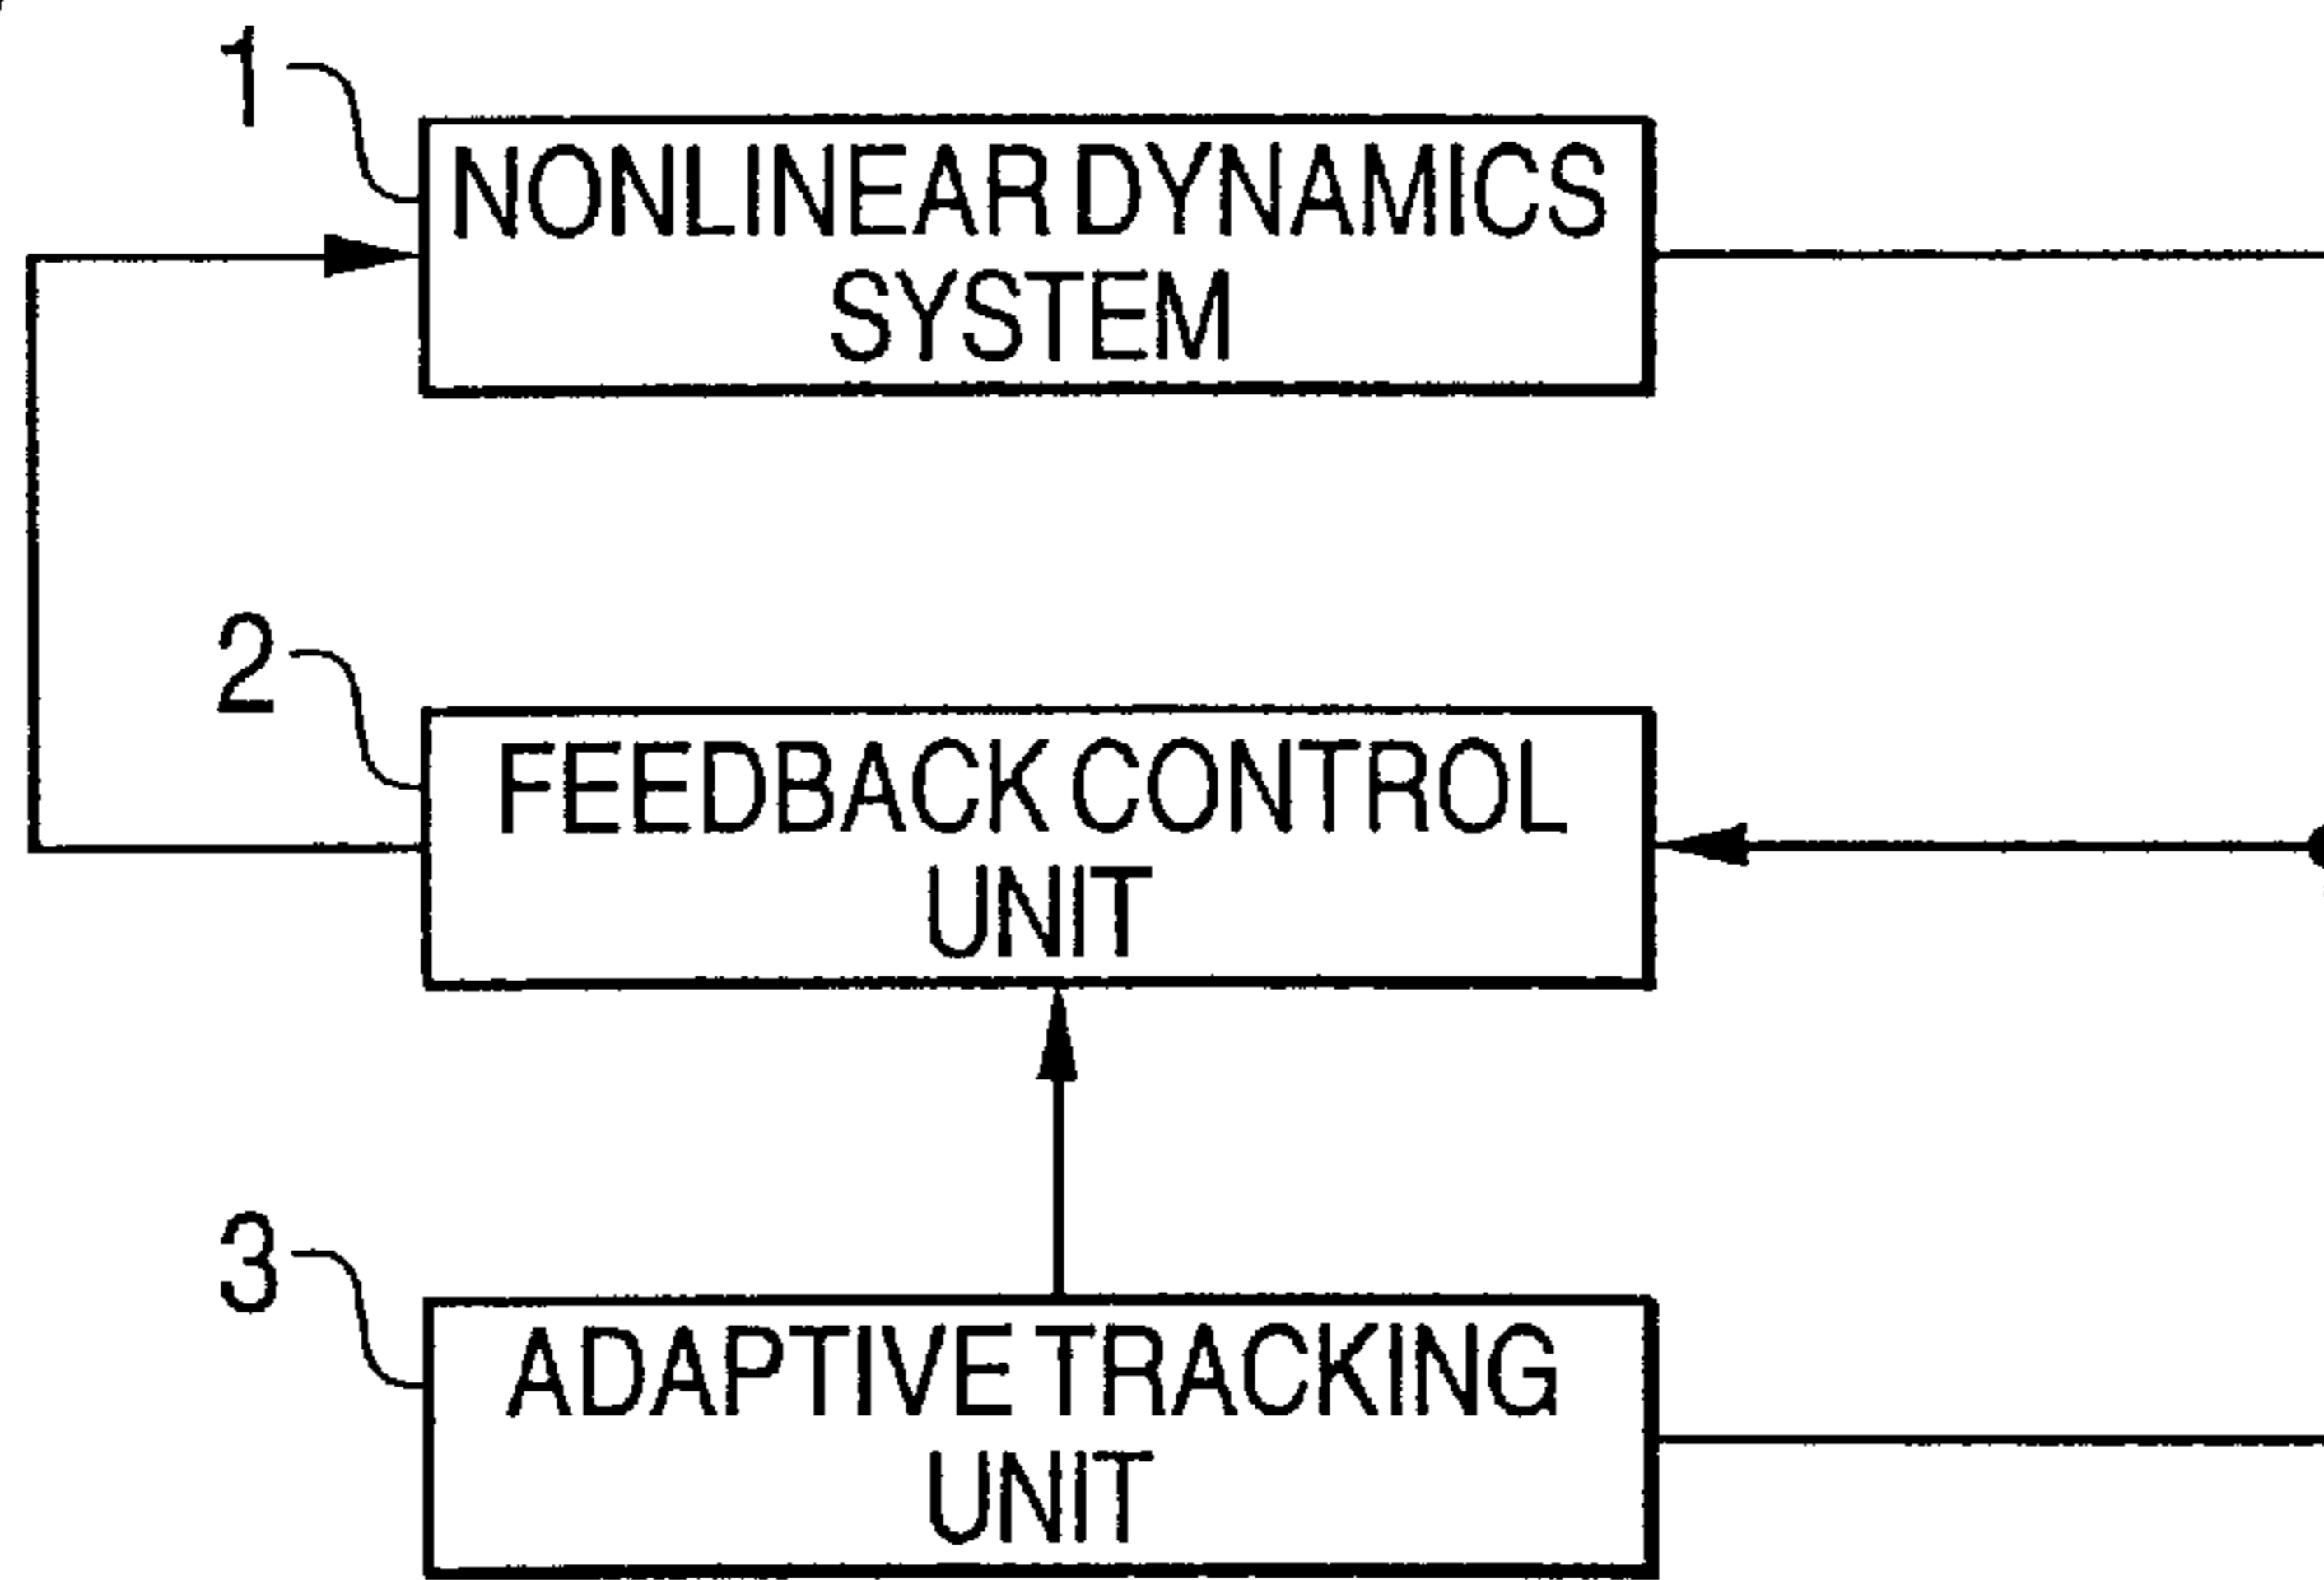 1
NONLINEAR DYNAMICS
SYSTEM
2
FEEDBACK CONTROL
UNIT
3
ADAPTIVE TRACKING
UNIT